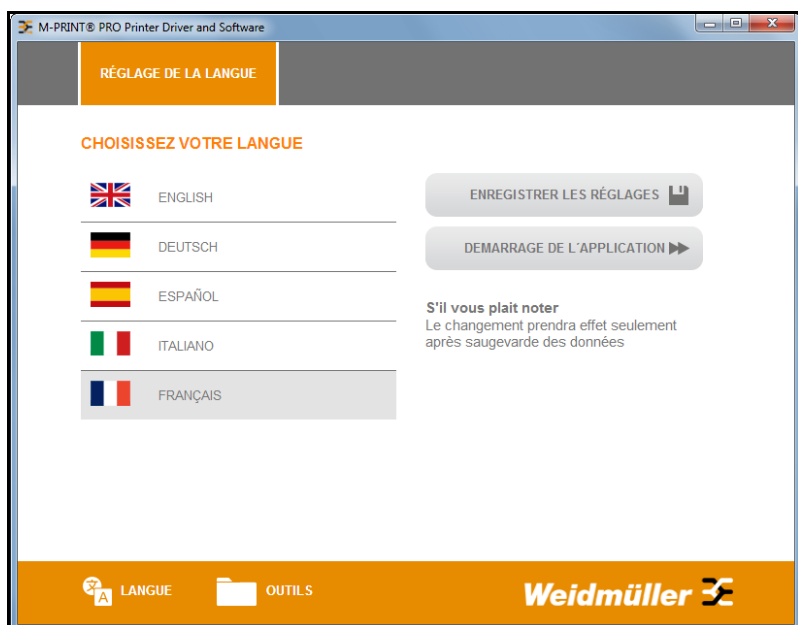 M-PRINT® PRO Printer Driver and Software
RÉGLAGE DE LA LANGUE
CHOISISSEZ VOTRE LANGUE
ENGLISH
DEUTSCH
ESPAÑOL
ITALIANO
FRANÇAIS
ENREGISTRER LES RÉGLAGES
DEMARRAGE DE L´APPLICATION
S'il vous plait noter
Le changement prendra effet seulement
après saugevarde des données
LANGUE
OUTILS
Weidmüller